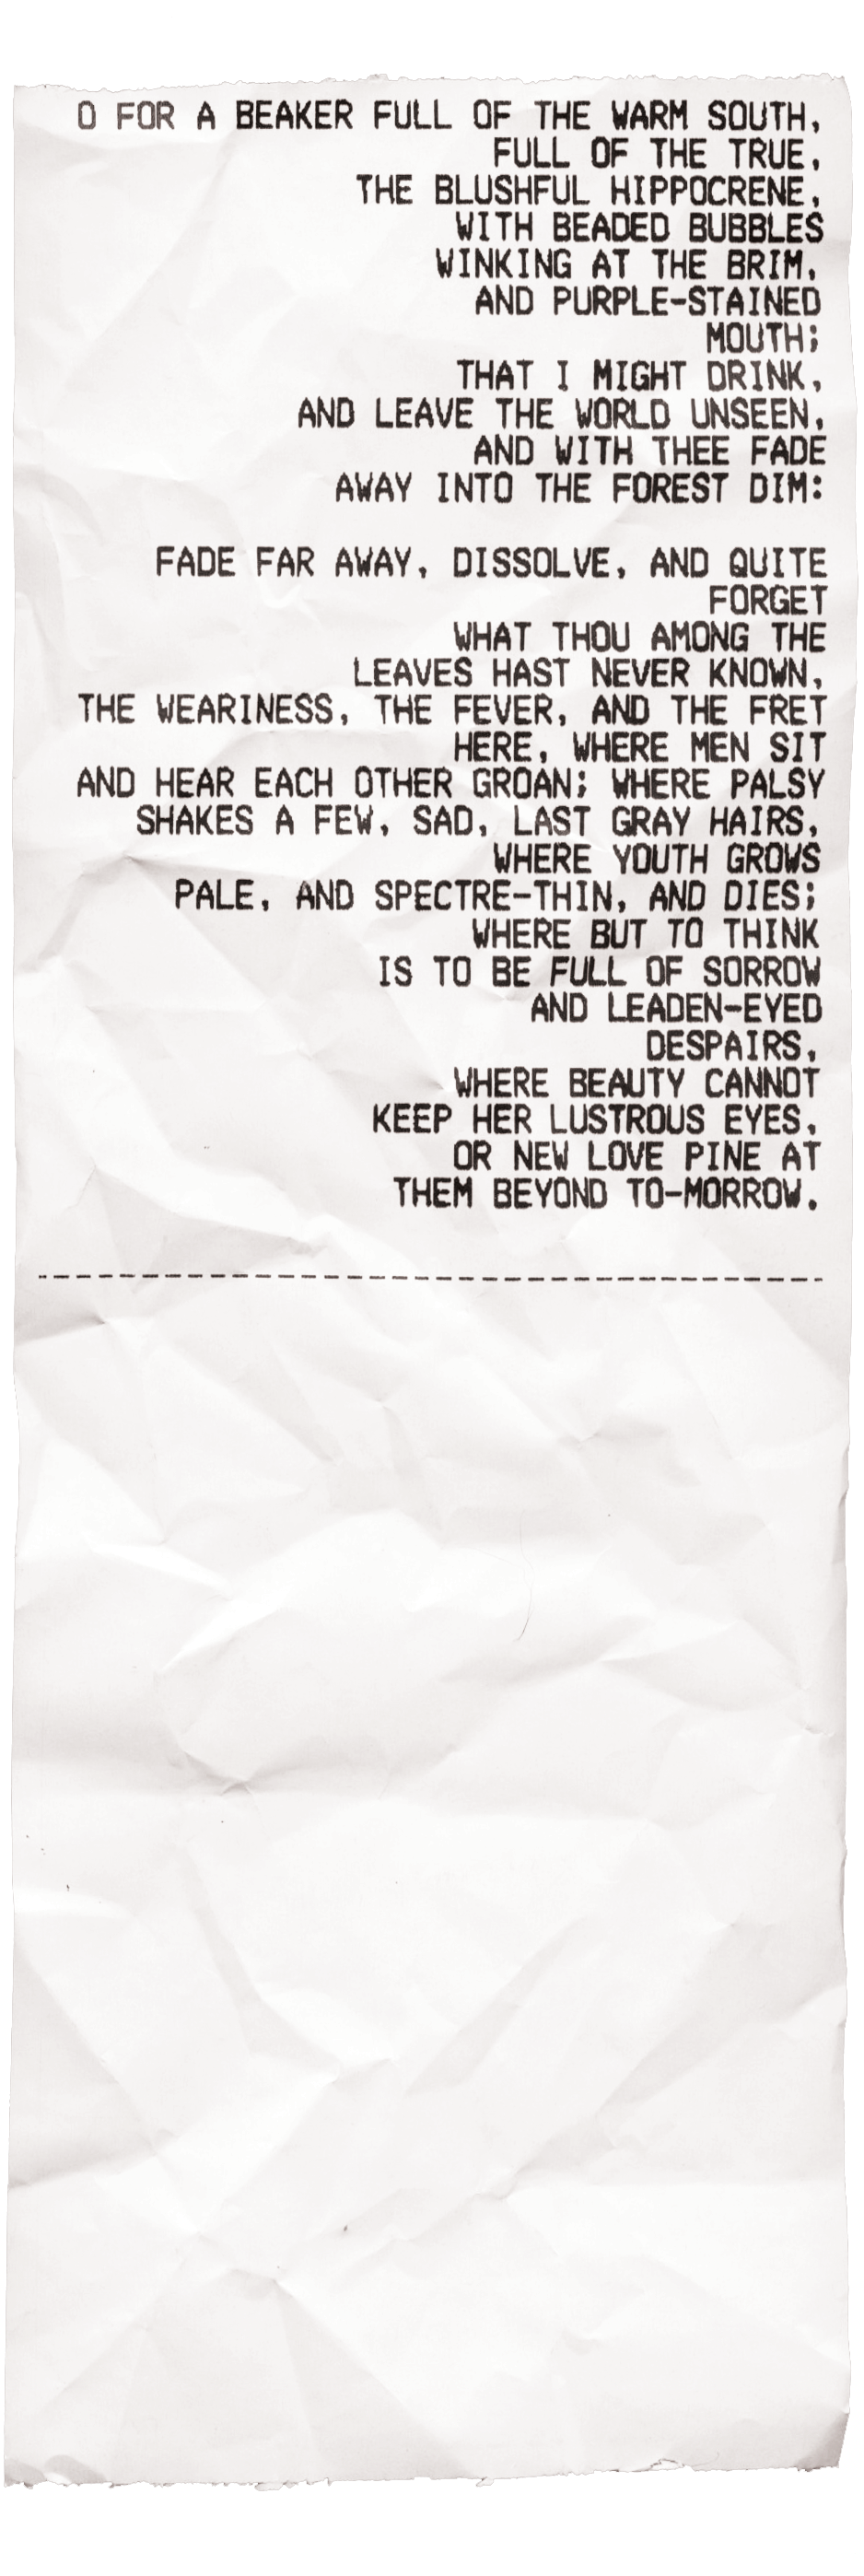 O FOR A BEAKER FULL OF THE WARM SOUTH,
FULL OF THE TRUE,
THE BLUSHFUL HIPPOCRENE,
WITH BEADED BUBBLES
WINKING AT THE BRIM,
AND PURPLE-STAINED
MOUTH;
THAT I MIGHT DRINK,
AND LEAVE THE WORLD UNSEEN,
AND WITH THEE FADE
AWAY INTO THE FOREST DIM:

FADE FAR AWAY, DISSOLVE, AND QUITE
FORGET
WHAT THOU AMONG THE
LEAVES HAST NEVER KNOWN,
THE WEARINESS, THE FEVER, AND THE FRET
HERE, WHERE MEN SIT
AND HEAR EACH OTHER GROAN; WHERE PALSY
SHAKES A FEW, SAD, LAST GRAY HAIRS,
WHERE YOUTH GROWS
PALE, AND SPECTRE-THIN, AND DIES;
WHERE BUT TO THINK
IS TO BE FULL OF SORROW
AND LEADEN-EYED
DESPAIRS,
WHERE BEAUTY CANNOT
KEEP HER LUSTROUS EYES,
OR NEW LOVE PINE AT
THEM BEYOND TO-MORROW.

----------------------------------------